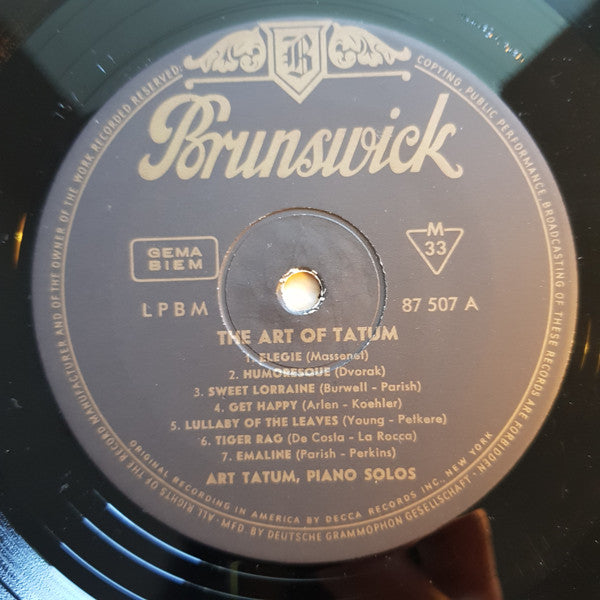 B
Brunswick
GEMA
BIEM
M
33
LPBM
87 507 A
THE ART OF TATUM
1. ELEGIE (Massenet)
2. HUMORESQUE (Dvorak)
3. SWEET LORRAINE (Burwell - Parish)
4. GET HAPPY (Arlen - Koehler)
5. LULLABY OF THE LEAVES (Young - Petkere)
6. TIGER RAG (De Costa - La Rocca)
7. EMALINE (Parish - Perkins)
ART TATUM, PIANO SOLOS
ORIGINAL RECORDING IN AMERICA BY DECCA RECORDS INC., NEW YORK
ALL RIGHTS OF THE RECORD MANUFACTURER AND OF THE OWNER OF THE WORK RECORDED RESERVED. COPYING, PUBLIC PERFORMANCE, BROADCASTING OF THESE RECORDS ARE FORBIDDEN
MFD. BY DEUTSCHE GRAMMOPHON GESELLSCHAFT